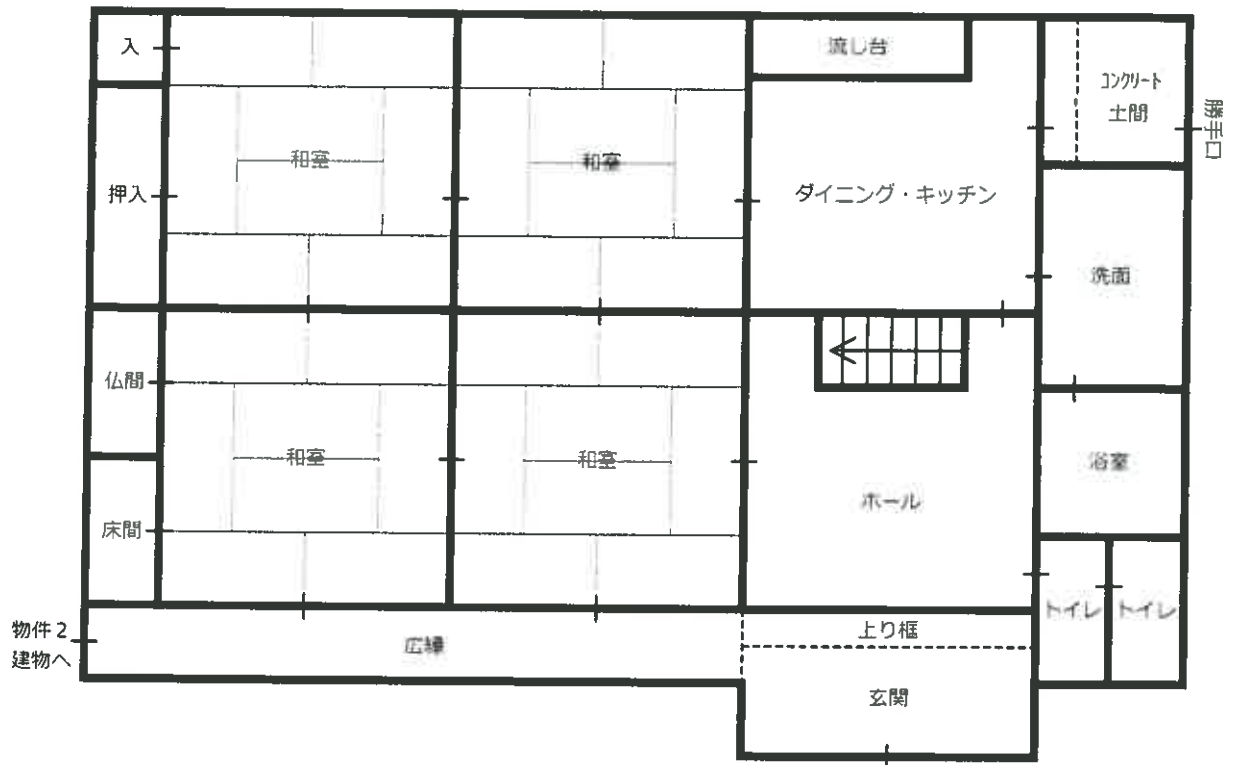 入
流し台
コンクリート
土間
勝手口
和室
和室
押入
ダイニング・キッチン
洗面
仏間
和室
和室
浴室
ホール
床間
トイレ
トイレ
物件2
建物へ
広縁
上り框
玄関